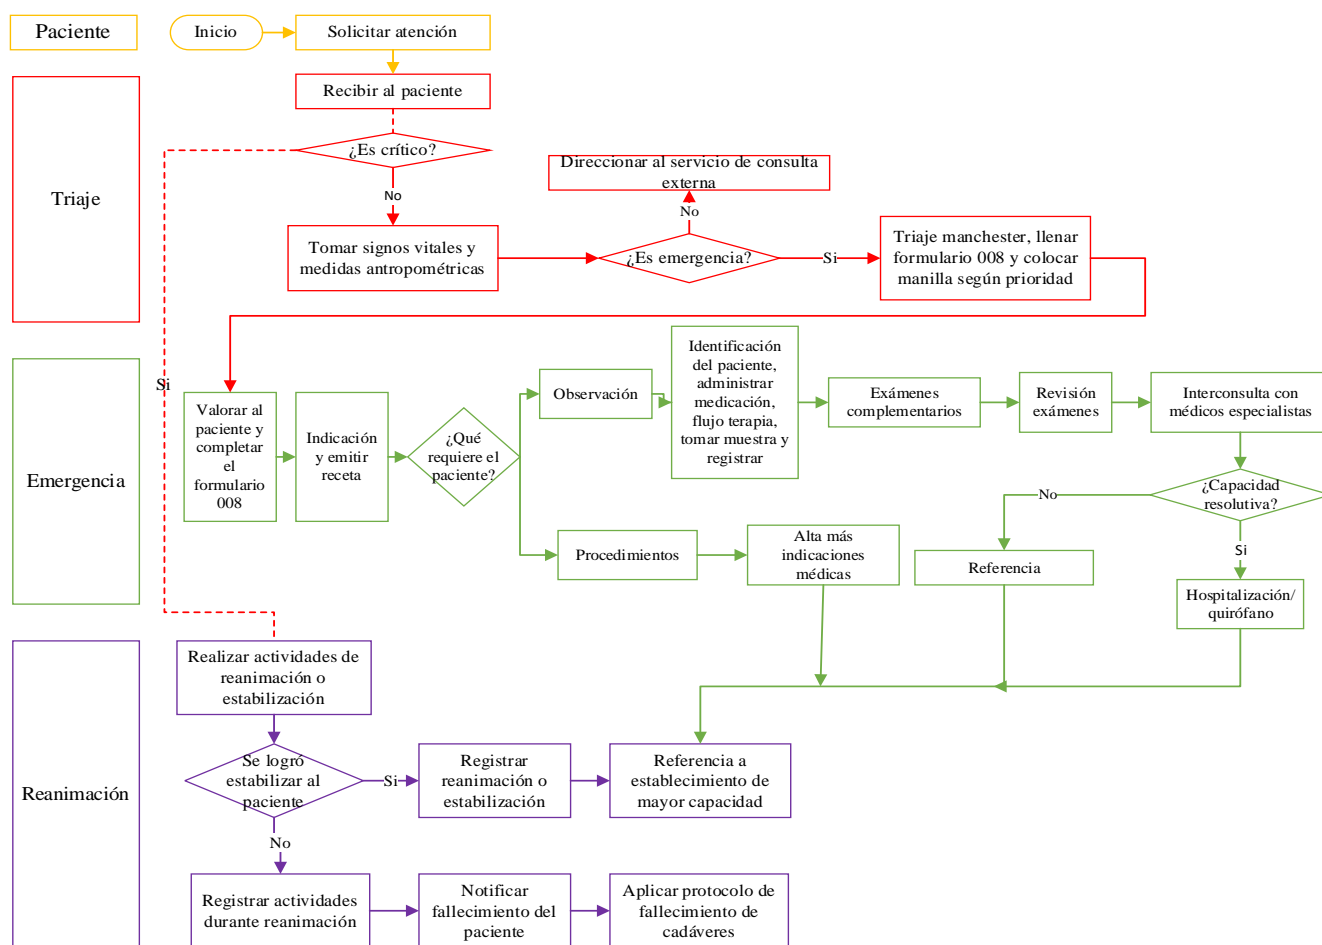 Paciente
Inicio
Solicitar atención
Recibir al paciente
¿Es crítico?
No
Triaje
Tomar signos vitales y
medidas antropométricas
Direccionar al servicio de consulta
externa
No
¿Es emergencia?
Si
Triaje manchester, llenar
formulario 008 y colocar
manilla según prioridad
Si
Emergencia
Valorar al
paciente y
completar
el
formulario
008
Indicación
y emitir
receta
¿Qué
requiere el
paciente?
Observación
Identificación
del paciente,
administrar
medicación,
flujo terapia,
tomar muestra y
registrar
Exámenes
complementarios
Revisión
exámenes
Interconsulta con
médicos especialistas
¿Capacidad
resolutiva?
No
Si
Procedimientos
Alta más
indicaciones
médicas
Referencia
Hospitalización/
quirófano
Reanimación
Realizar actividades de
reanimación o
estabilización
Se logró
estabilizar al
paciente
Si
Registrar
reanimación o
estabilización
Referencia a
establecimiento de
mayor capacidad
No
Registrar actividades
durante reanimación
Notificar
fallecimiento del
paciente
Aplicar protocolo de
fallecimiento de
cadáveres